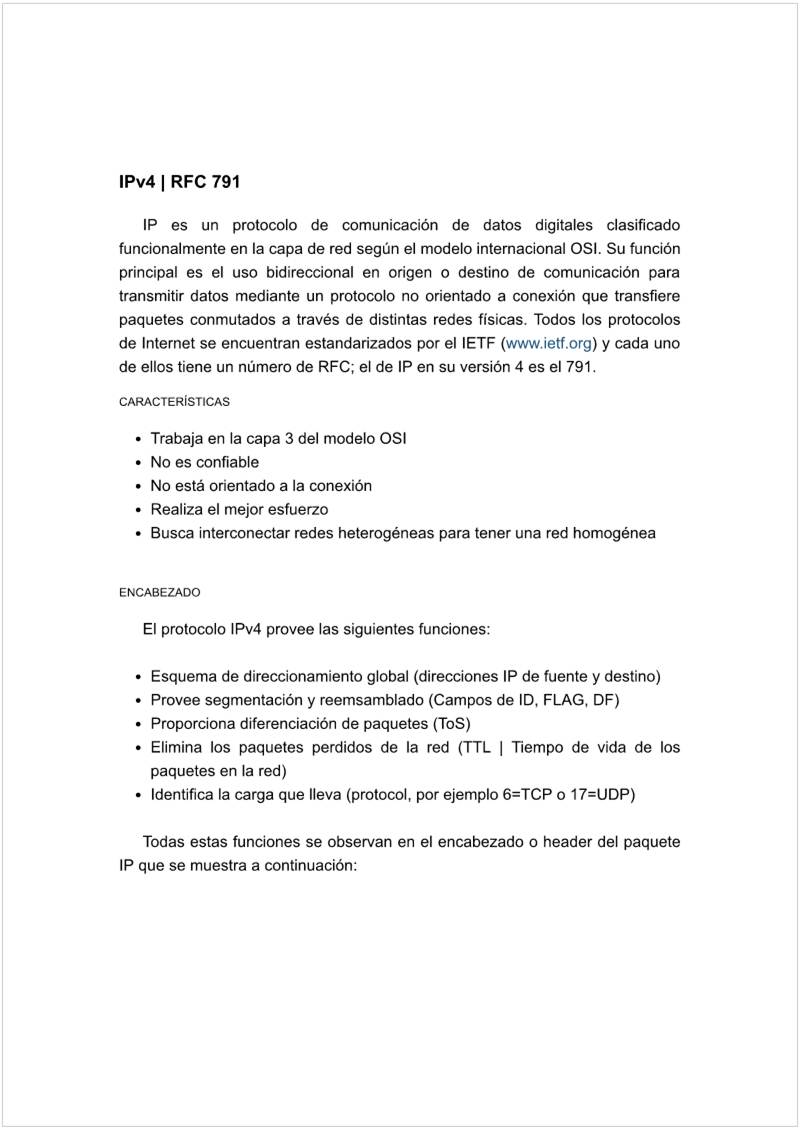 IPv4 | RFC 791
IP es un protocolo de comunicación de datos digitales clasificado
funcionalmente en la capa de red según el modelo internacional OSI. Su función
principal es el uso bidireccional en origen o destino de comunicación para
transmitir datos mediante un protocolo no orientado a conexión que transfiere
paquetes conmutados a través de distintas redes físicas. Todos los protocolos
de Internet se encuentran estandarizados por el IETF (www.ietf.org) y cada uno
de ellos tiene un número de RFC; el de IP en su versión 4 es el 791.
CARACTERÍSTICAS
• Trabaja en la capa 3 del modelo OSI
• No es confiable
• No está orientado a la conexión
• Realiza el mejor esfuerzo
• Busca interconectar redes heterogéneas para tener una red homogénea
ENCABEZADO
El protocolo IPv4 provee las siguientes funciones:
• Esquema de direccionamiento global (direcciones IP de fuente y destino)
• Provee segmentación y reemsamblado (Campos de ID, FLAG, DF)
• Proporciona diferenciación de paquetes (ToS)
• Elimina los paquetes perdidos de la red (TTL | Tiempo de vida de los
paquetes en la red)
• Identifica la carga que lleva (protocol, por ejemplo 6=TCP o 17=UDP)
Todas estas funciones se observan en el encabezado o header del paquete
IP que se muestra a continuación: